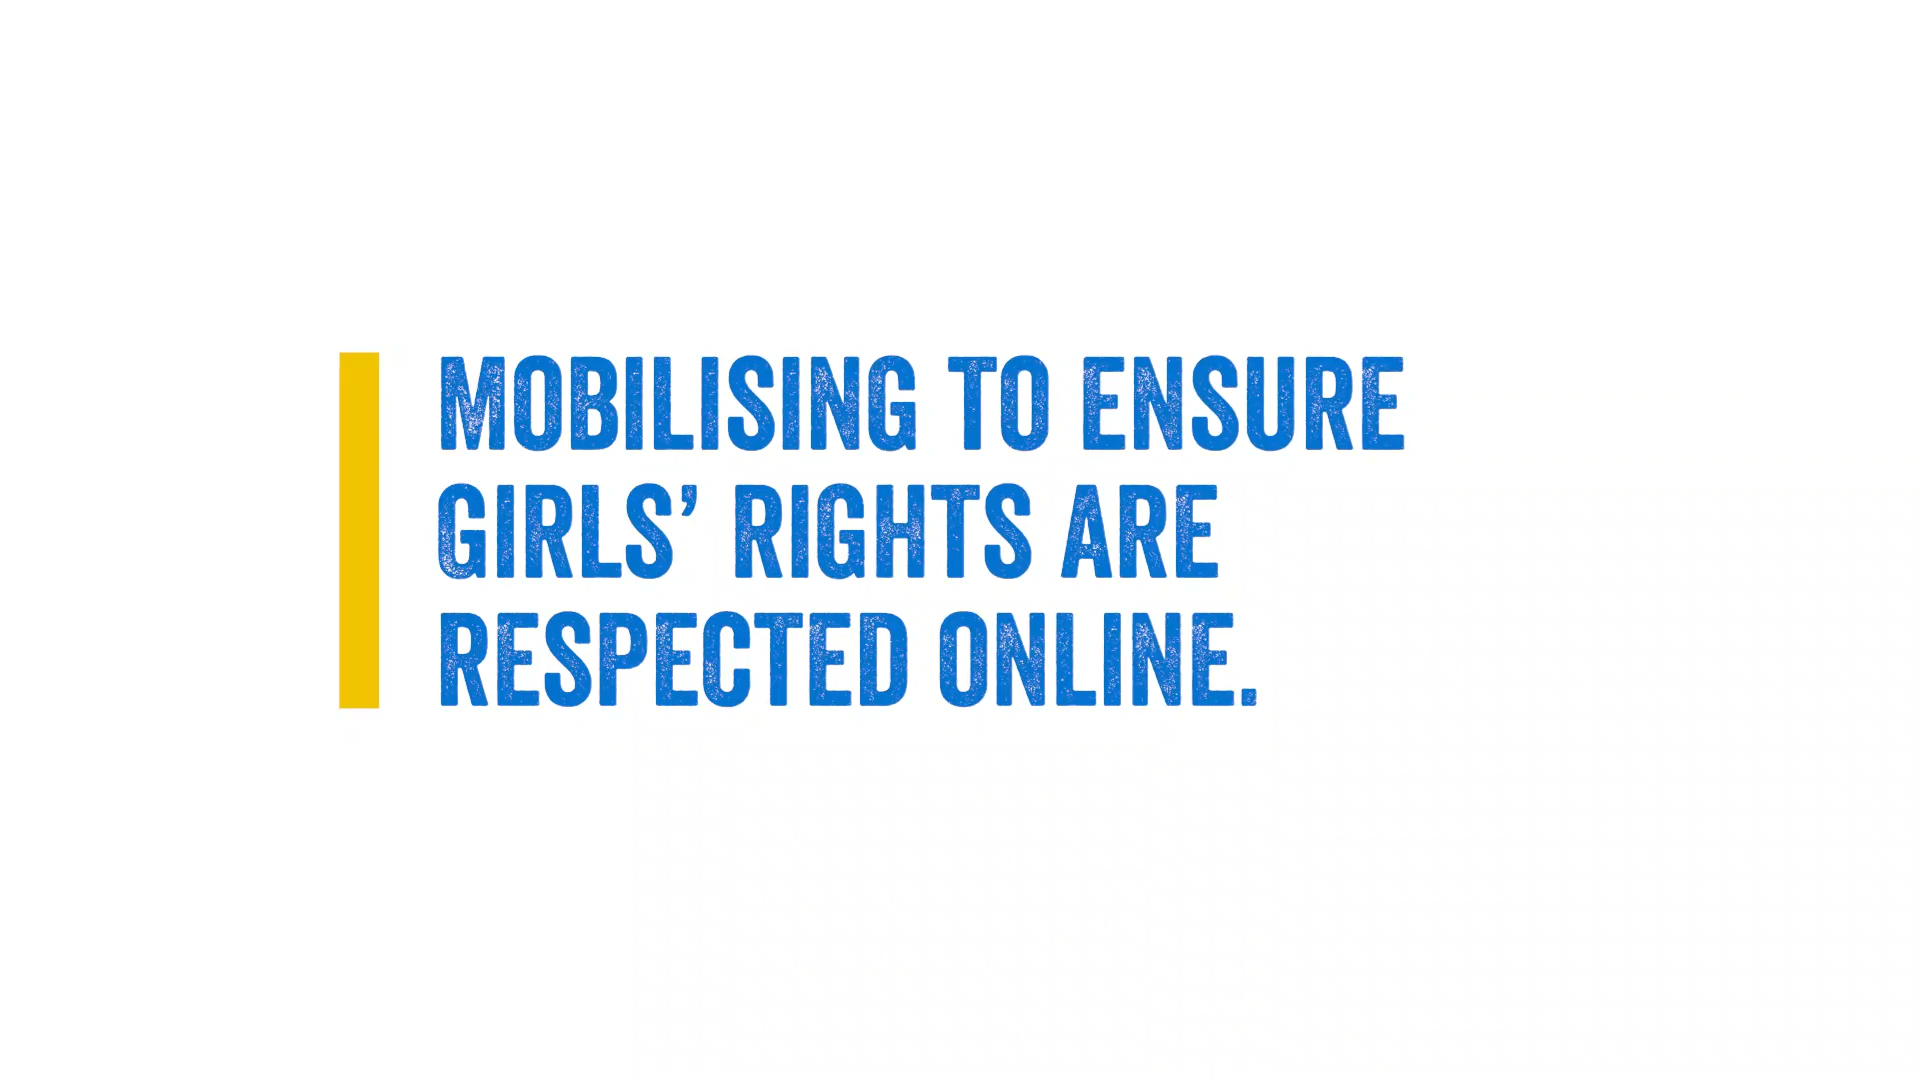 MOBILISING TO ENSURE
GIRLS’ RIGHTS ARE
RESPECTED ONLINE.